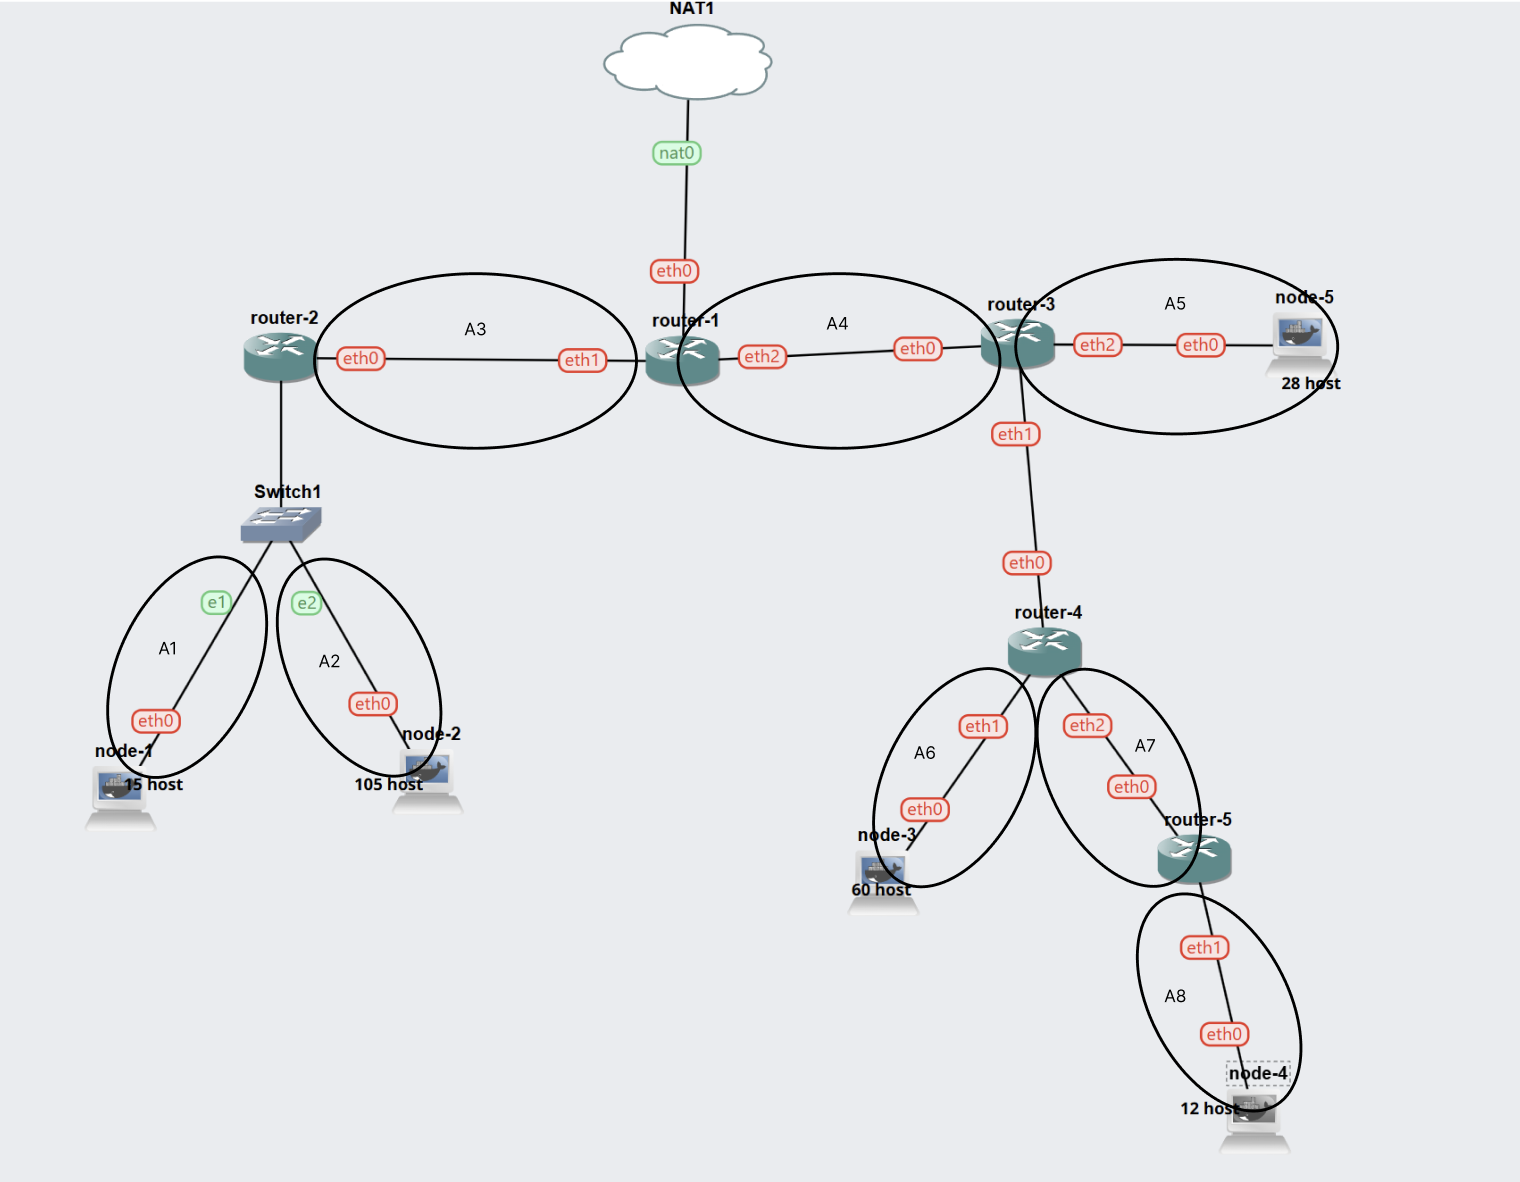 NAT1
nat0
eth0
router-2
A3
router-1
A4
router-3
A5
node-5
eth0
eth1
eth2
eth0
eth2
eth0
28 host
eth1
Switch1
eth0
e1
e2
router-4
A1
A2
eth0
eth0
node-1
node-2
15 host
105 host
eth1
eth2
A6
A7
eth0
eth0
node-3
router-5
60 host
eth1
A8
eth0
node-4
12 host